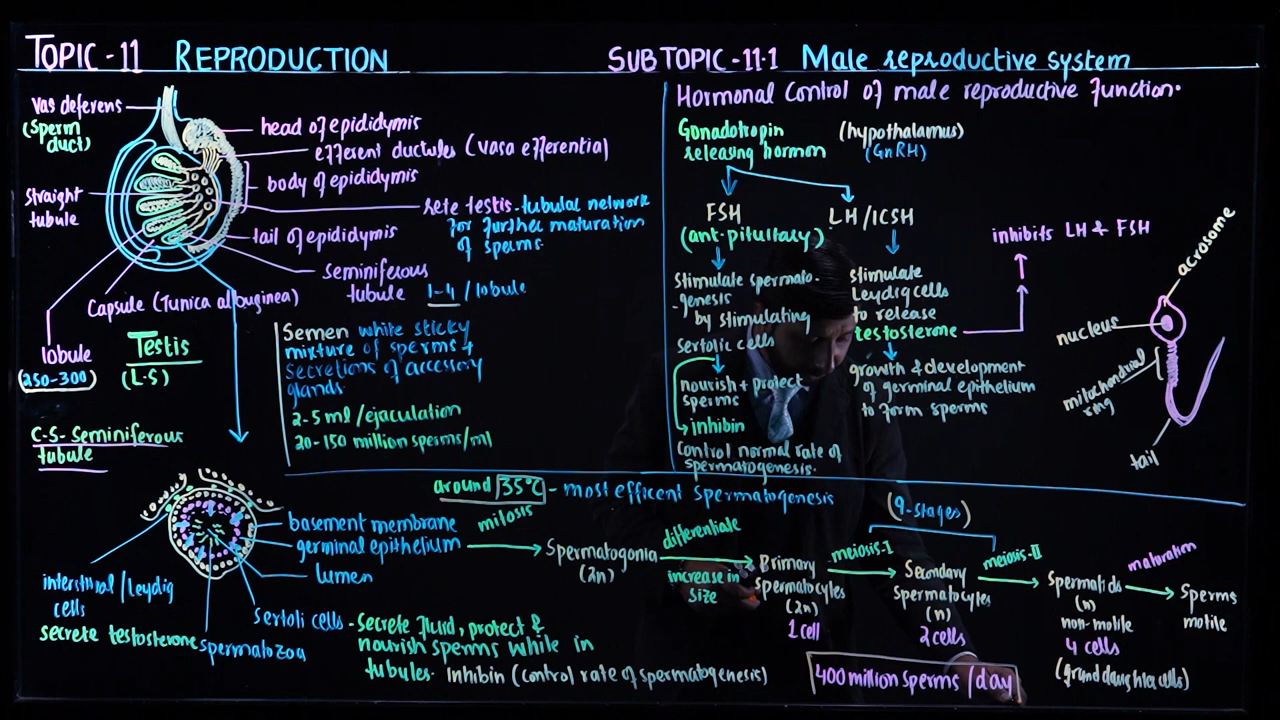 TOPIC-11 REPRODUCTION
SUBTOPIC-11.1 Male reproductive system
vas deferens
(Sperm
duct)
head of epididymis
efferent ductules (vasa efferential)
body of epididymis
Straight
tubule
rete testis-tubulal network
for further maturation
of sperms.
tail of epididymis
seminiferous
tubule 1-4/lobule
Capsule (Tunica albuginea)
lobule
(250-300)
Testis
(L-S)
Semen white sticky
mixture of sperms +
secretions of accessory
glands.
2-5 ml/ejaculation
20-150 million sperms/ml
Hormonal Control of male reproductive function.
Gonadotropin
releasing hormon
(hypothalamus)
(GnRH)
FSH
(ant-pitultary)
LH/ICSH
Stimulate spermato-
-genesis
by stimulating
Sertolic cells
nourish + protect
sperms
inhibin
Control normal rate of
spermatogenesis.
stimulate
Leydig cells
to release
testosterone
growth & development
of germinal epithelium
to form sperms
inhibits LH & FSH
acrosome
nucleus
mitochondrial
ring
tail
C-S-Seminiferous
tubule
basement membrane
germinal epithelium
lumen
interstitial/Leydig
cells
secrete testosterone
spermatozoa
Sertoli cells - secrete fluid, protect &
nourish sperms while in
tubules. Inhibin (control rate of spermatogenesis)
around 35°C - most efficent spermatogenesis
mitosis
Spermatogonia
(2n)
differentiate
increase in
size
Primary
spermatocytes
(2n)
1 cell
(9-stages)
meiosis-I
Secondary
spermatocytes
(n)
2 cells
meiosis-II
Spermatids
(n)
non-motile
4 cells
(grand daughter cells)
maturation
Sperms
motile
400 million sperms/day